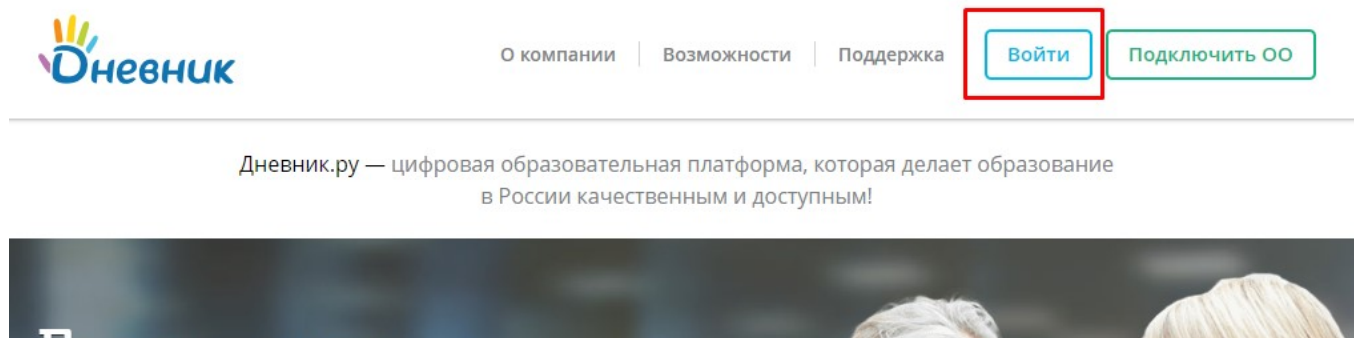 Дневник
О компании
Возможности
Поддержка
Войти
Подключить ОО
Дневник.ру — цифровая образовательная платформа, которая делает образование
в России качественным и доступным!